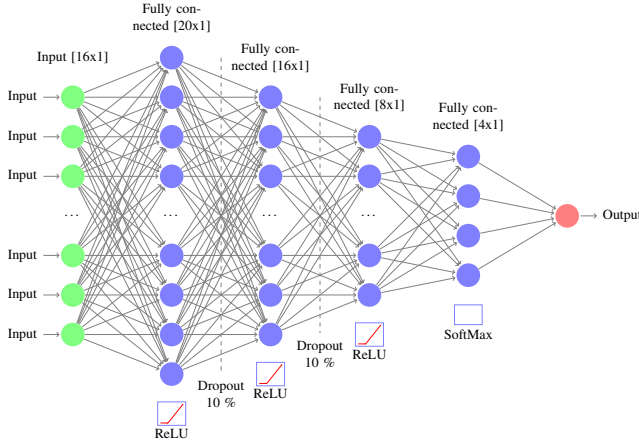 Fully con-
nected [20x1]
Input [16x1]
Fully con-
nected [16x1]
Fully con-
nected [8x1]
Fully con-
nected [4x1]
Input
Input
Input
...
...
...
...
Input
Input
Input
Output
Dropout
10 %
ReLU
Dropout
10 %
ReLU
ReLU
SoftMax